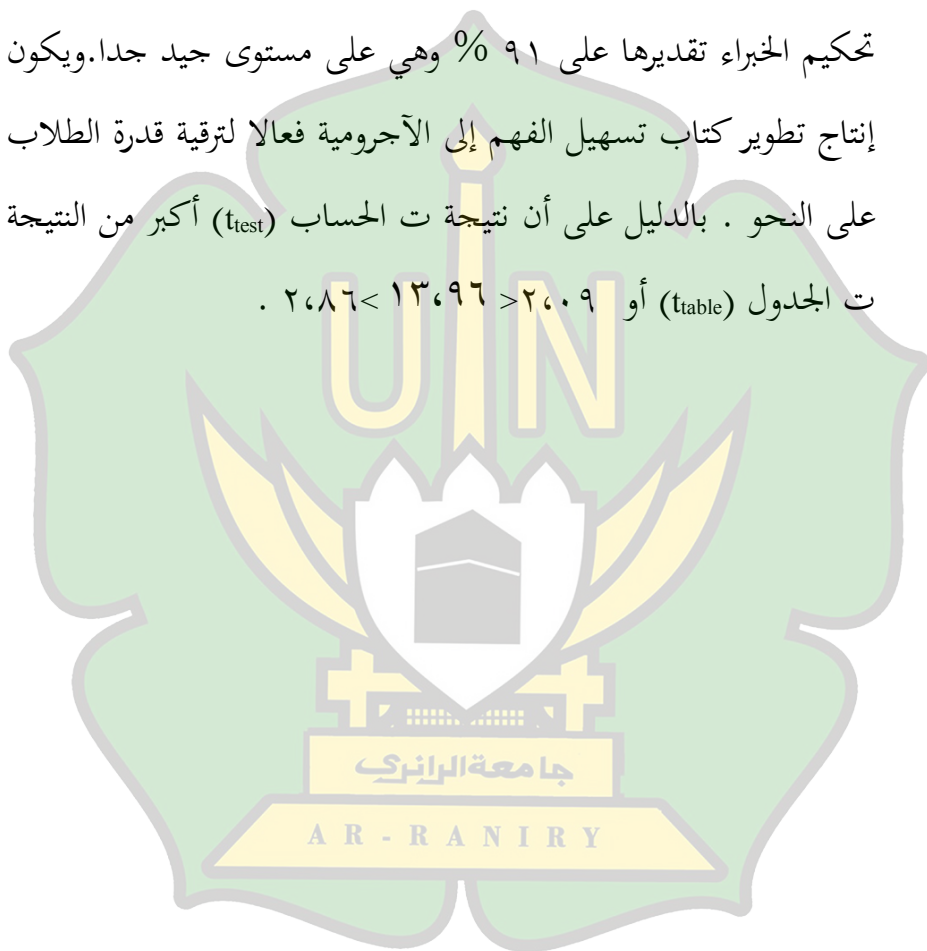 تحكيم الخبراء تقديرها على ٩١ % وهي على مستوى جيد جدا.ويكون
إنتاج تطوير كتاب تسهيل الفهم إلى الآجرومية فعالا لترقية قدرة الطلاب
على النحو . بالدليل على أن نتيجة ت الحساب (ttest) أكبر من النتيجة
ت الجدول (ttable) أو ٢،٠٩< ١٣،٩٦ >٢،٨٦ .
UIN
جامعة الرانري
AR-RANIRY